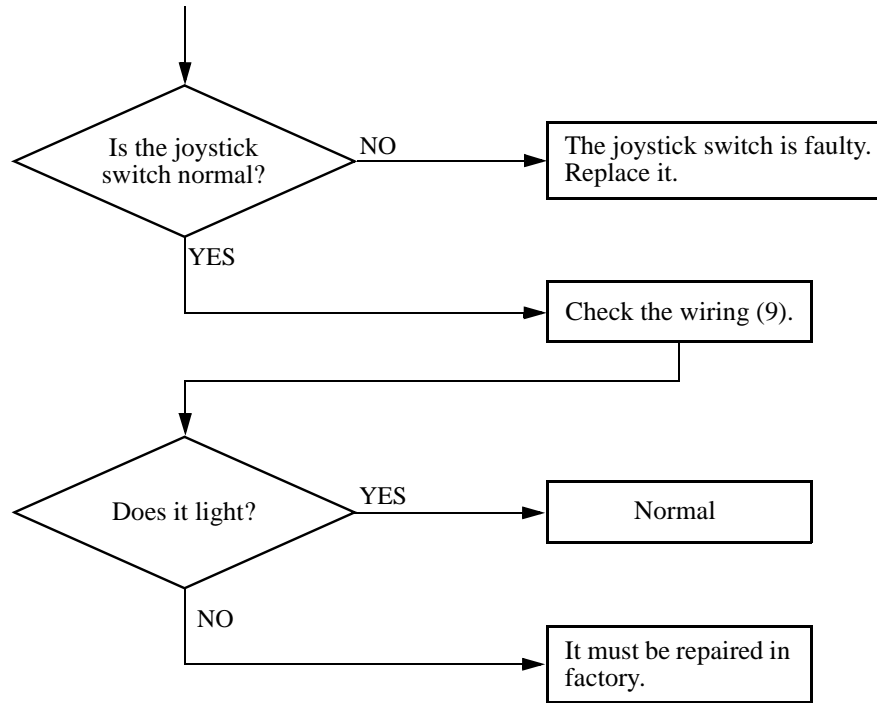 Is the joystick
switch normal?
NO
The joystick switch is faulty.
Replace it.
YES
Check the wiring (9).
Does it light?
YES
Normal
NO
It must be repaired in
factory.